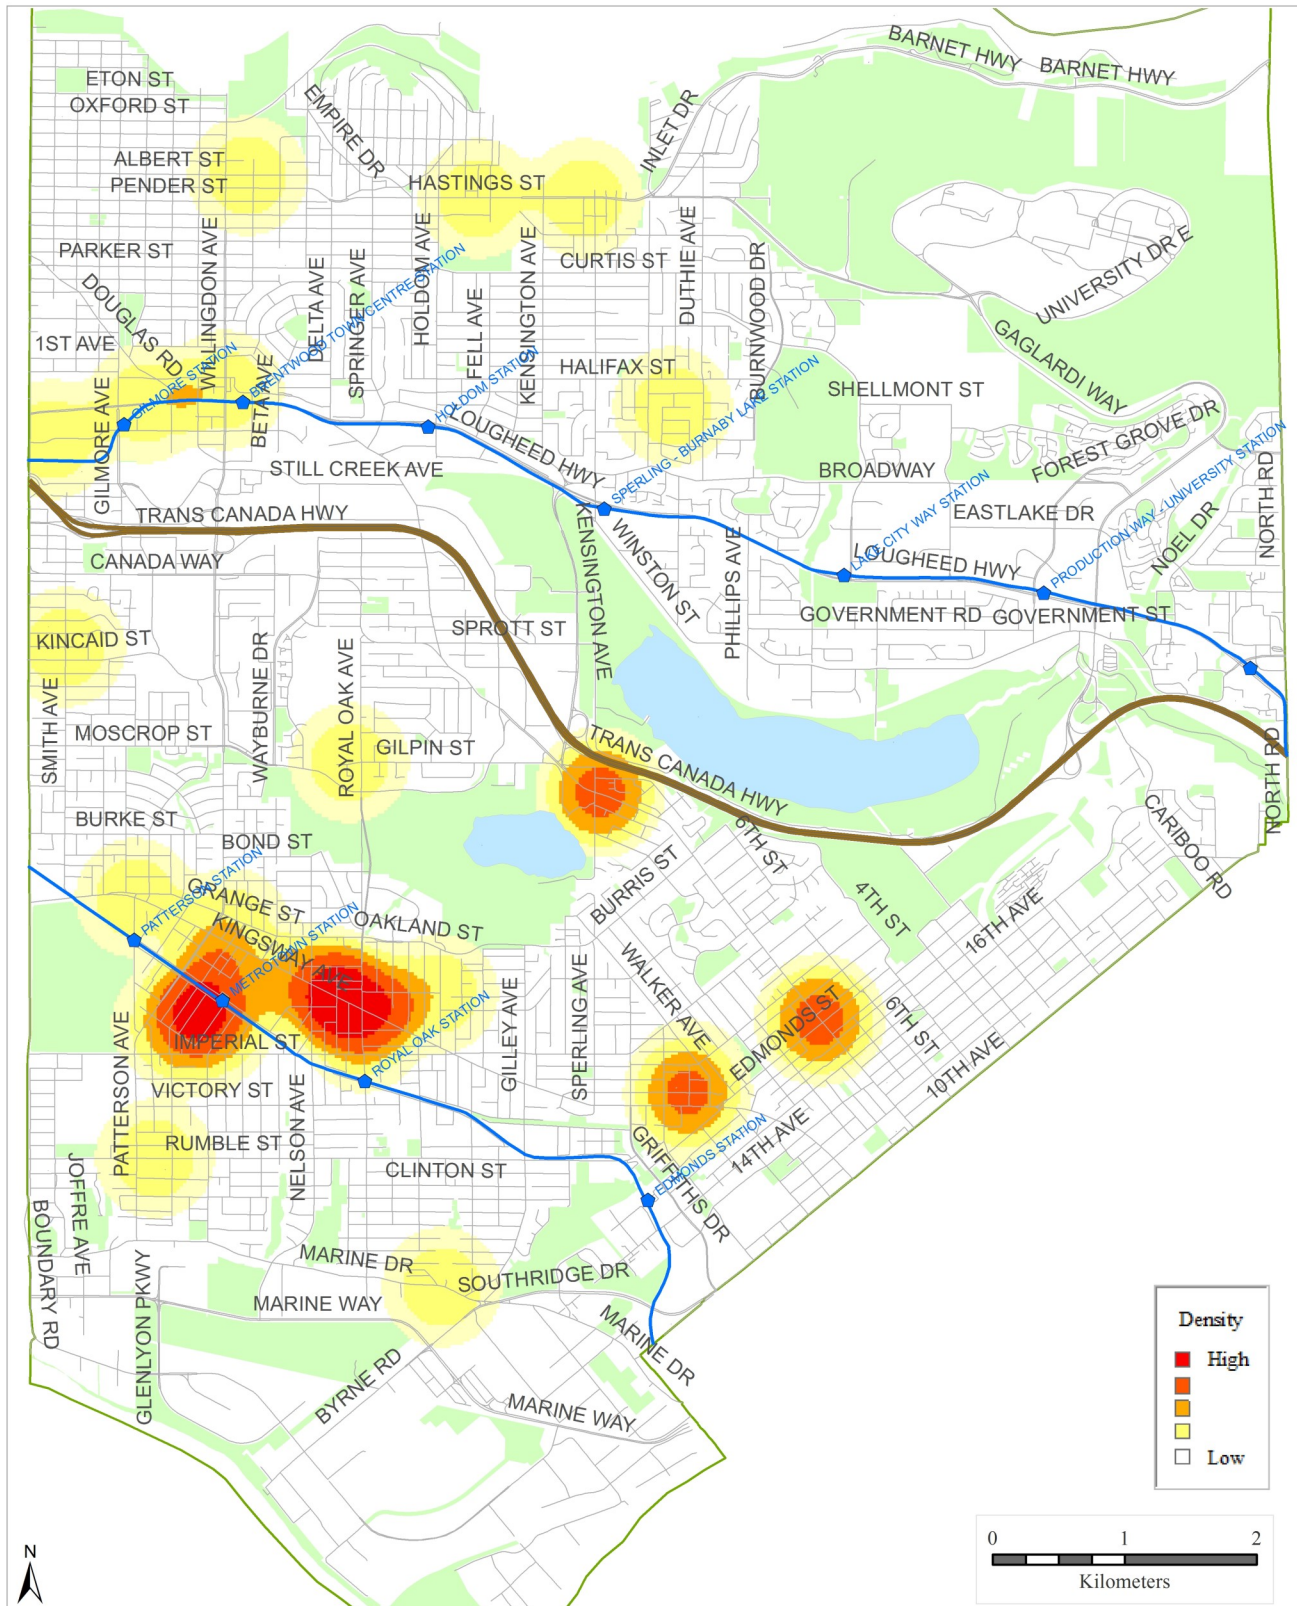 BARNET HWY
BARNET HWY
ETON ST
OXFORD ST
EMPIRE DR
INLET DR
ALBERT ST
PENDER ST
HASTINGS ST
PARKER ST
WILLINGDON AVE
DELTA AVE
SPRINGER AVE
HOLDOM AVE
KENSINGTON AVE
CURTIS ST
DUTHIE AVE
BURNWOOD DR
UNIVERSITY DR E
DOUGLAS RD
BRENTWOOD TOWN CENTRE STATION
FELL AVE
1ST AVE
GILMORE STATION
HOLDOM STATION
HALIFAX ST
GAGLARDI WAY
SHELLMONT ST
GILMORE AVE
BETA AVE
LOUGHEED HWY
SPERLING - BURNABY LAKE STATION
FOREST GROVE DR
STILL CREEK AVE
BROADWAY
LAKE CITY WAY STATION
PRODUCTION WAY - UNIVERSITY STATION
NORTH RD
TRANS CANADA HWY
EASTLAKE DR
NOEL DR
CANADA WAY
KENSINGTON AVE
WINSTON ST
PHILLIPS AVE
LOUGHEED HWY
GOVERNMENT RD
GOVERNMENT ST
KINCAID ST
SPROTT ST
SMITH AVE
WAYBURNE DR
ROYAL OAK AVE
MOSCROP ST
GILPIN ST
TRANS CANADA HWY
NORTH RD
BURKE ST
BOND ST
6TH ST
CARIBOO RD
PATTERSON STATION
ORANGE ST
BURRIS ST
4TH ST
16TH AVE
KINGSWAY AVE
OAKLAND ST
METROTOWN STATION
WALKER AVE
ROYAL OAK STATION
GILLEY AVE
SPERLING AVE
EDMONDS ST
6TH ST
IMPERIAL ST
10TH AVE
PATTERSON AVE
VICTORY ST
NELSON AVE
RUMBLE ST
CLINTON ST
14TH AVE
GRIFFITHS DR
EDMONDS STATION
JOFFRE AVE
BOUNDARY RD
MARINE DR
SOUTHRIDGE DR
GLENLYON PKWY
MARINE WAY
MARINE DR
BYRNE RD
MARINE WAY
Density
High
Low
N
0 1 2
Kilometers